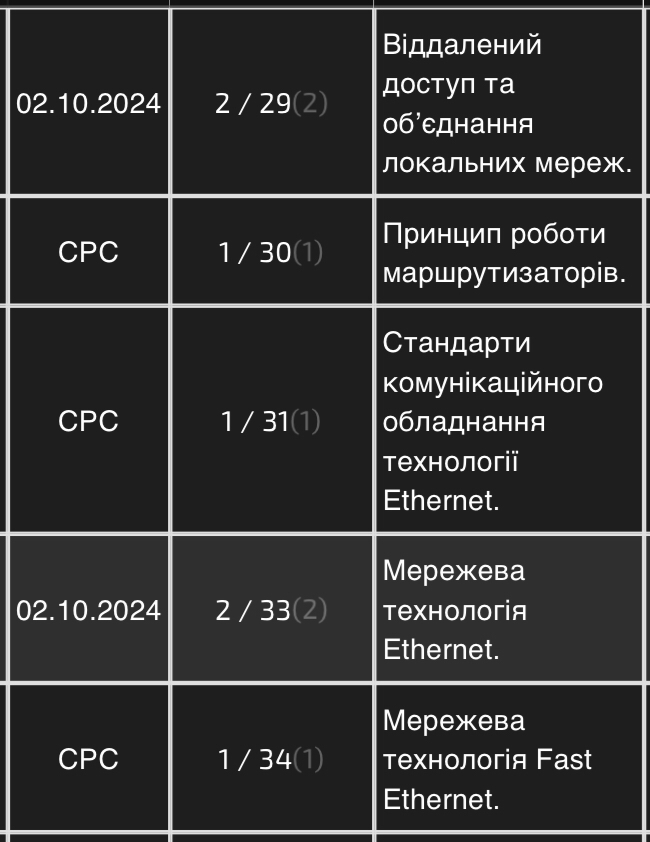 02.10.2024
2 / 29(2)
Віддалений
доступ та
об’єднання
локальних мереж.
СРС
1 / 30(1)
Принцип роботи
маршрутизаторів.
СРС
1 / 31(1)
Стандарти
комунікаційного
обладнання
технології
Ethernet.
02.10.2024
2 / 33(2)
Мережева
технологія
Ethernet.
СРС
1 / 34(1)
Мережева
технологія Fast
Ethernet.